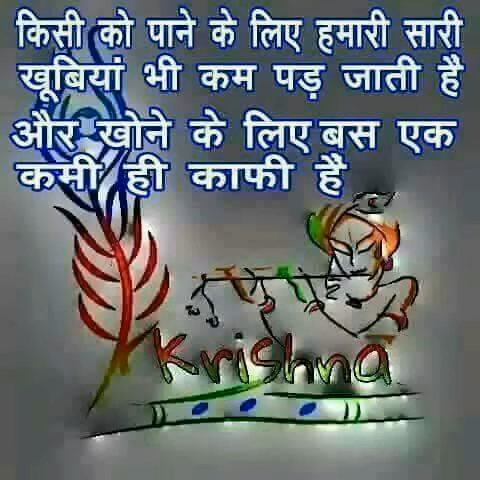 किसी को पाने के लिए हमारी सारी
खूबियां भी कम पड़ जाती है
और खोने के लिए बस एक
कमी ही काफी है
Krishna